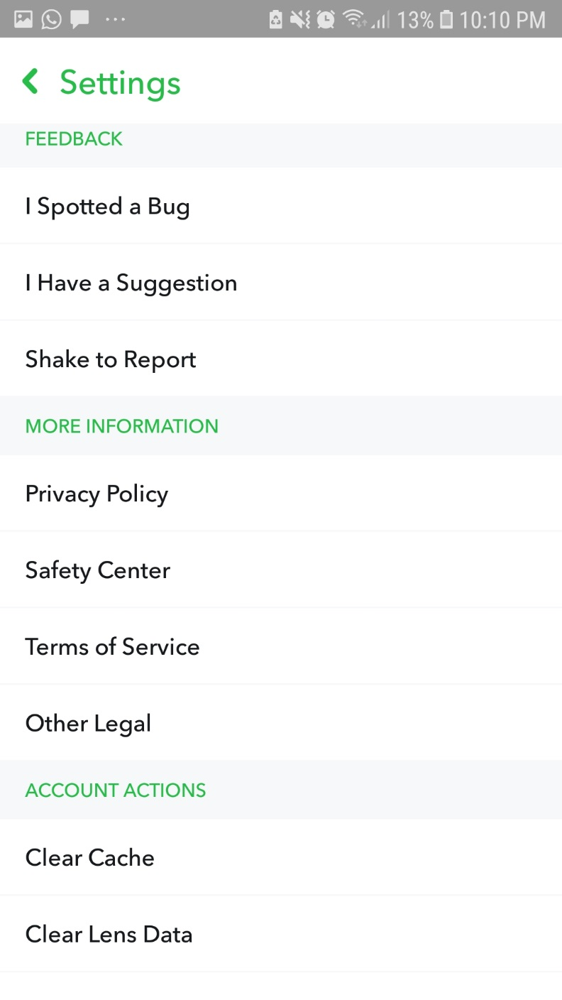 13% 10:10 PM
Settings
FEEDBACK
I Spotted a Bug
I Have a Suggestion
Shake to Report
MORE INFORMATION
Privacy Policy
Safety Center
Terms of Service
Other Legal
ACCOUNT ACTIONS
Clear Cache
Clear Lens Data